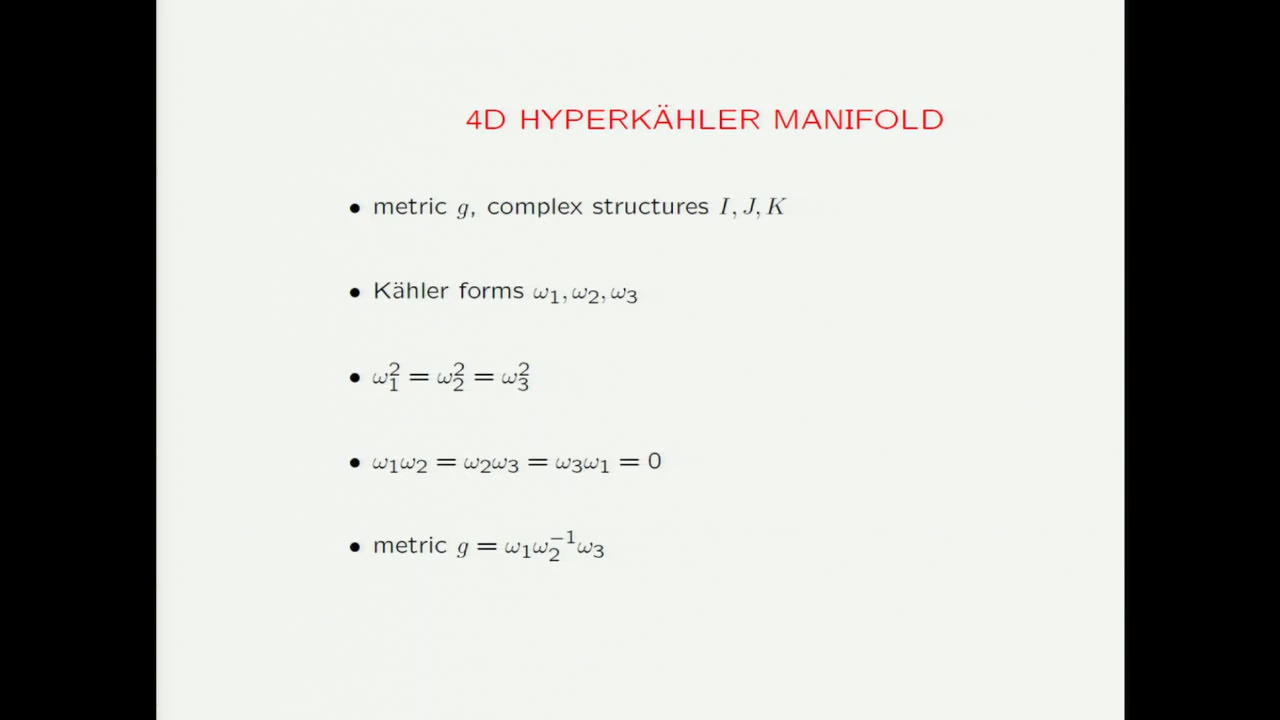 4D HYPERKÄHLER MANIFOLD
• metric g, complex structures I, J, K
• Kähler forms ω₁, ω₂, ω₃
• ω₁² = ω₂² = ω₃²
• ω₁ω₂ = ω₂ω₃ = ω₃ω₁ = 0
• metric g = ω₁ω₂⁻¹ω₃